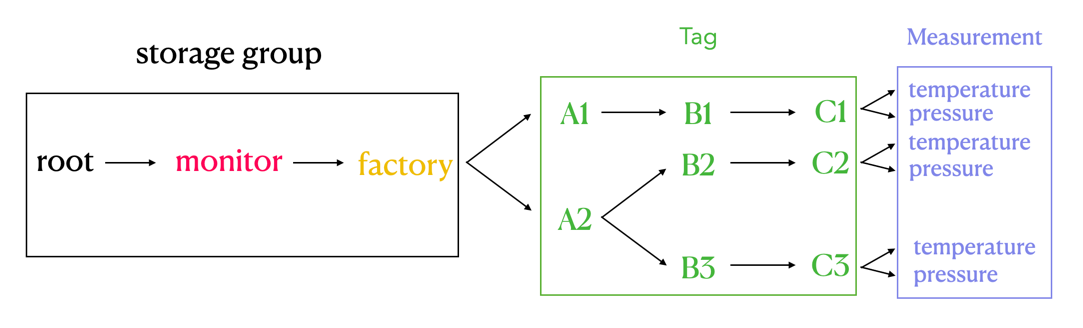 storage group
root
monitor
factory
Tag
A1
B1
C1
A2
B2
C2
B3
C3
Measurement
temperature
pressure
temperature
pressure
temperature
pressure